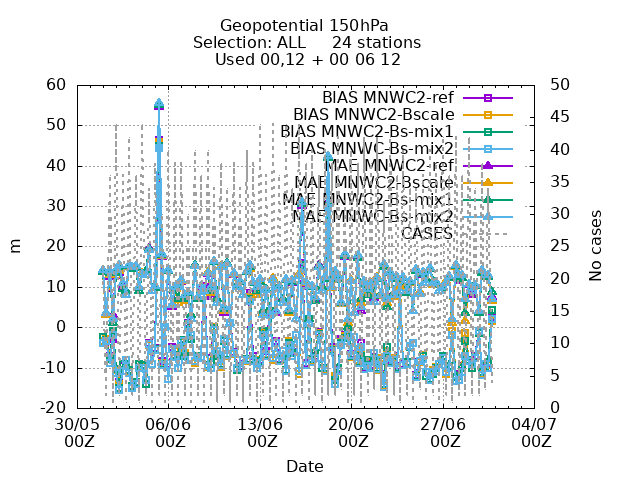 Geopotential 150hPa
Selection: ALL 24 stations
Used 00,12 + 00 06 12
60 50
50 45
40 40
30 35
20 30
10 25
0 20
-10 15
-20 10
5
0
m
No cases
BIAS MNWC2-ref
BIAS MNWC2-Bscale
BIAS MNWC2-Bs-mix1
BIAS MNWC-Bs-mix2
MAE MNWC2-ref
MAE MNWC2-Bscale
MAE MNWC2-Bs-mix1
MAE MNWC-Bs-mix2
CASES
30/05 06/06 13/06 20/06 27/06 04/07
00Z 00Z 00Z 00Z 00Z 00Z
Date